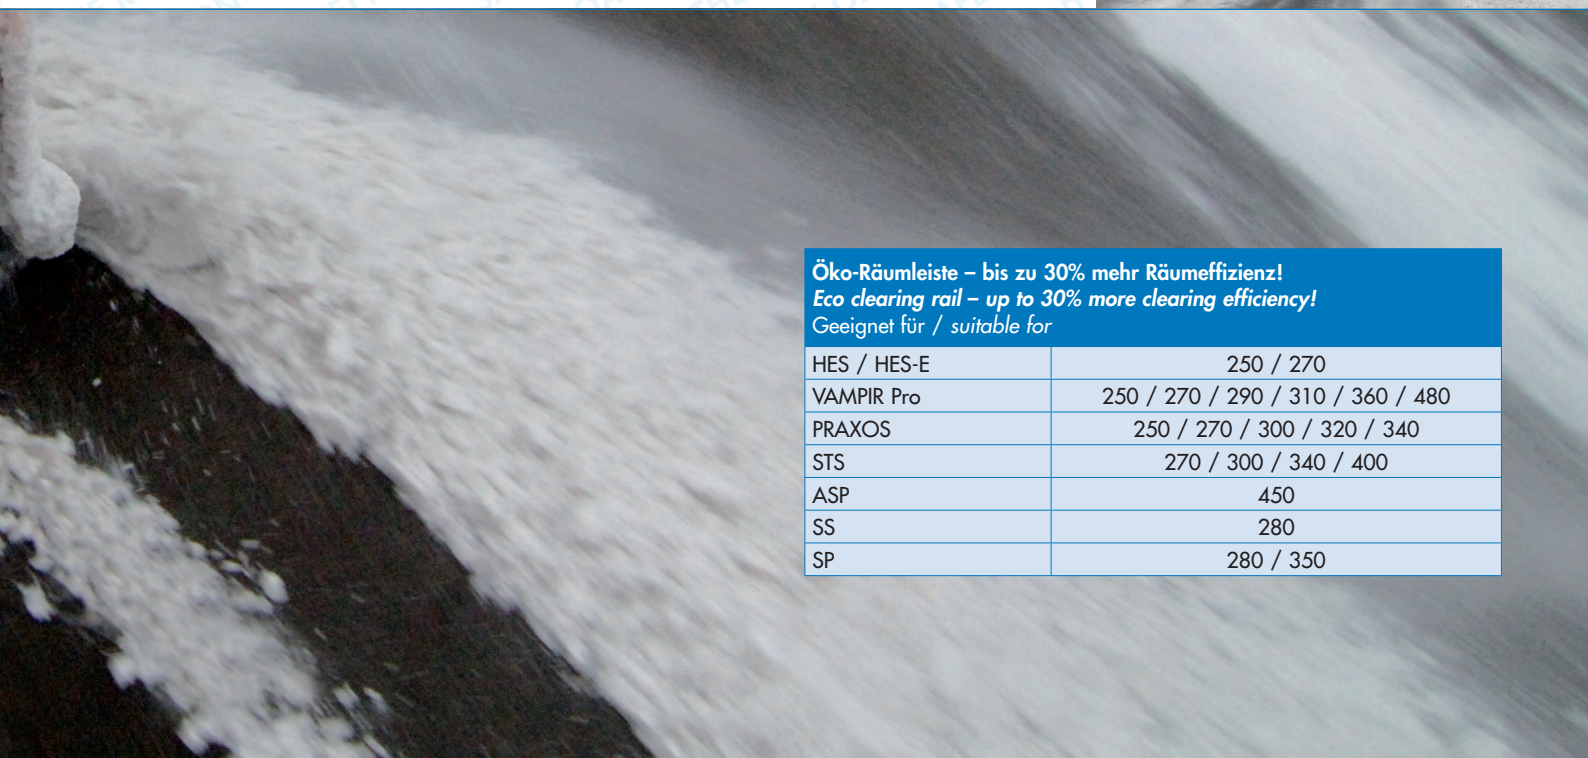 Öko-Räumleiste – bis zu 30% mehr Räumeffizienz!
Eco clearing rail – up to 30% more clearing efficiency!
Geeignet für / suitable for
HES / HES-E 250 / 270
VAMPIR Pro 250 / 270 / 290 / 310 / 360 / 480
PRAXOS 250 / 270 / 300 / 320 / 340
STS 270 / 300 / 340 / 400
ASP 450
SS 280
SP 280 / 350